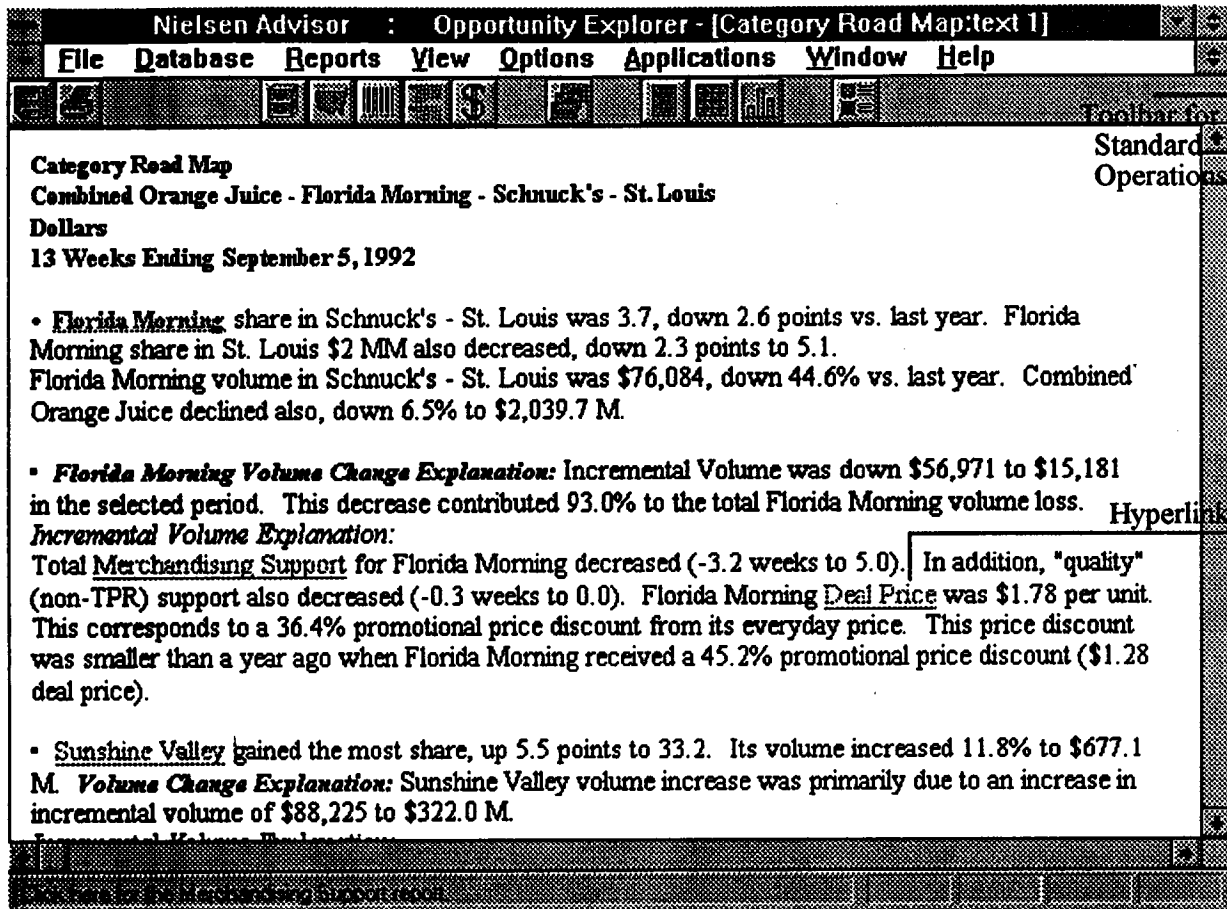 Nielsen Advisor : Opportunity Explorer - [Category Road Map:text 1]
File Database Reports View Options Applications Window Help
Toolbar for
Standard
Operations
Category Road Map
Combined Orange Juice - Florida Morning - Schnuck's - St. Louis
Dollars
13 Weeks Ending September 5, 1992
• Florida Morning share in Schnuck's - St. Louis was 3.7, down 2.6 points vs. last year. Florida
Morning share in St. Louis $2 MM also decreased, down 2.3 points to 5.1.
Florida Morning volume in Schnuck's - St. Louis was $76,084, down 44.6% vs. last year. Combined
Orange Juice declined also, down 6.5% to $2,039.7 M.
▪ Florida Morning Volume Change Explanation: Incremental Volume was down $56,971 to $15,181
in the selected period. This decrease contributed 93.0% to the total Florida Morning volume loss.
Hyperlink
Incremental Volume Explanation:
Total Merchandising Support for Florida Morning decreased (-3.2 weeks to 5.0). In addition, "quality"
(non-TPR) support also decreased (-0.3 weeks to 0.0). Florida Morning Deal Price was $1.78 per unit.
This corresponds to a 36.4% promotional price discount from its everyday price. This price discount
was smaller than a year ago when Florida Morning received a 45.2% promotional price discount ($1.28
deal price).
▪ Sunshine Valley gained the most share, up 5.5 points to 33.2. Its volume increased 11.8% to $677.1
M. Volume Change Explanation: Sunshine Valley volume increase was primarily due to an increase in
incremental volume of $88,225 to $322.0 M.
Incremental Volume Explanation:
Click here for the Merchandising Support report